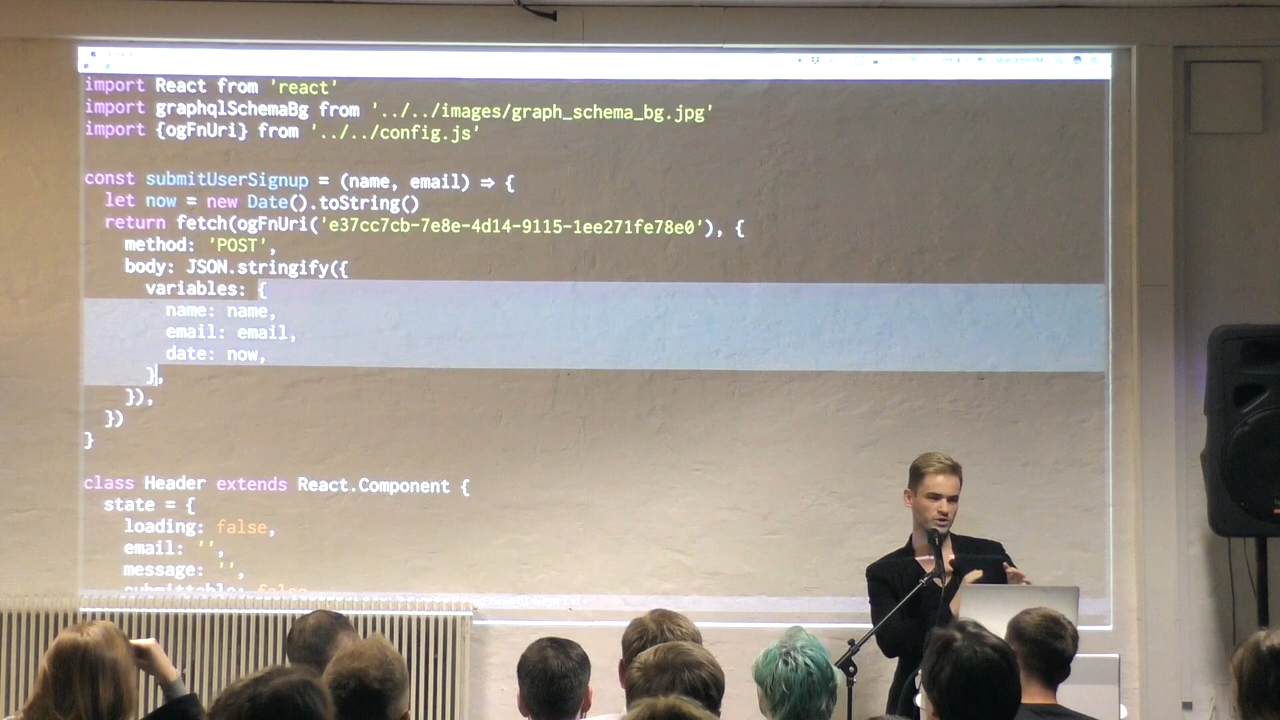 import React from 'react'
import graphqlSchemaBg from '../../images/graph_schema_bg.jpg'
import {ogFnUri} from '../../config.js'
const submitUserSignup = (name, email) ⇒ {
let now = new Date().toString()
return fetch(ogFnUri('e37cc7cb-7e8e-4d14-9115-1ee271fe78e0'), {
method: 'POST',
body: JSON.stringify({
variables: {
name: name,
email: email,
date: now,
},
}),
})
}
class Header extends React.Component {
state = {
loading: false,
email: '',
message: '',
submittable: false